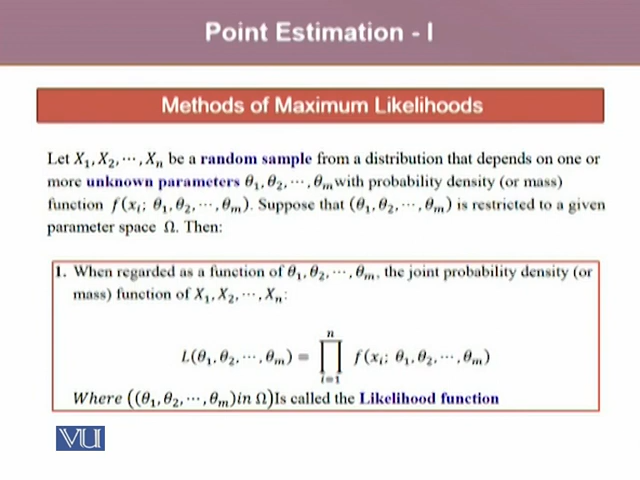 Point Estimation - I
Methods of Maximum Likelihoods
Let X₁, X₂, ⋯, Xₙ be a random sample from a distribution that depends on one or
more unknown parameters θ₁, θ₂, ⋯, θₘwith probability density (or mass)
function f(xᵢ; θ₁, θ₂, ⋯, θₘ). Suppose that (θ₁, θ₂, ⋯, θₘ) is restricted to a given
parameter space Ω. Then:
1. When regarded as a function of θ₁, θ₂, ⋯, θₘ, the joint probability density (or
mass) function of X₁, X₂, ⋯, Xₙ:
L(θ₁, θ₂, ⋯, θₘ) = ∏ⁿᵢ₌₁ f(xᵢ; θ₁, θ₂, ⋯, θₘ)
Where ((θ₁, θ₂, ⋯, θₘ)in Ω)Is called the Likelihood function
VU